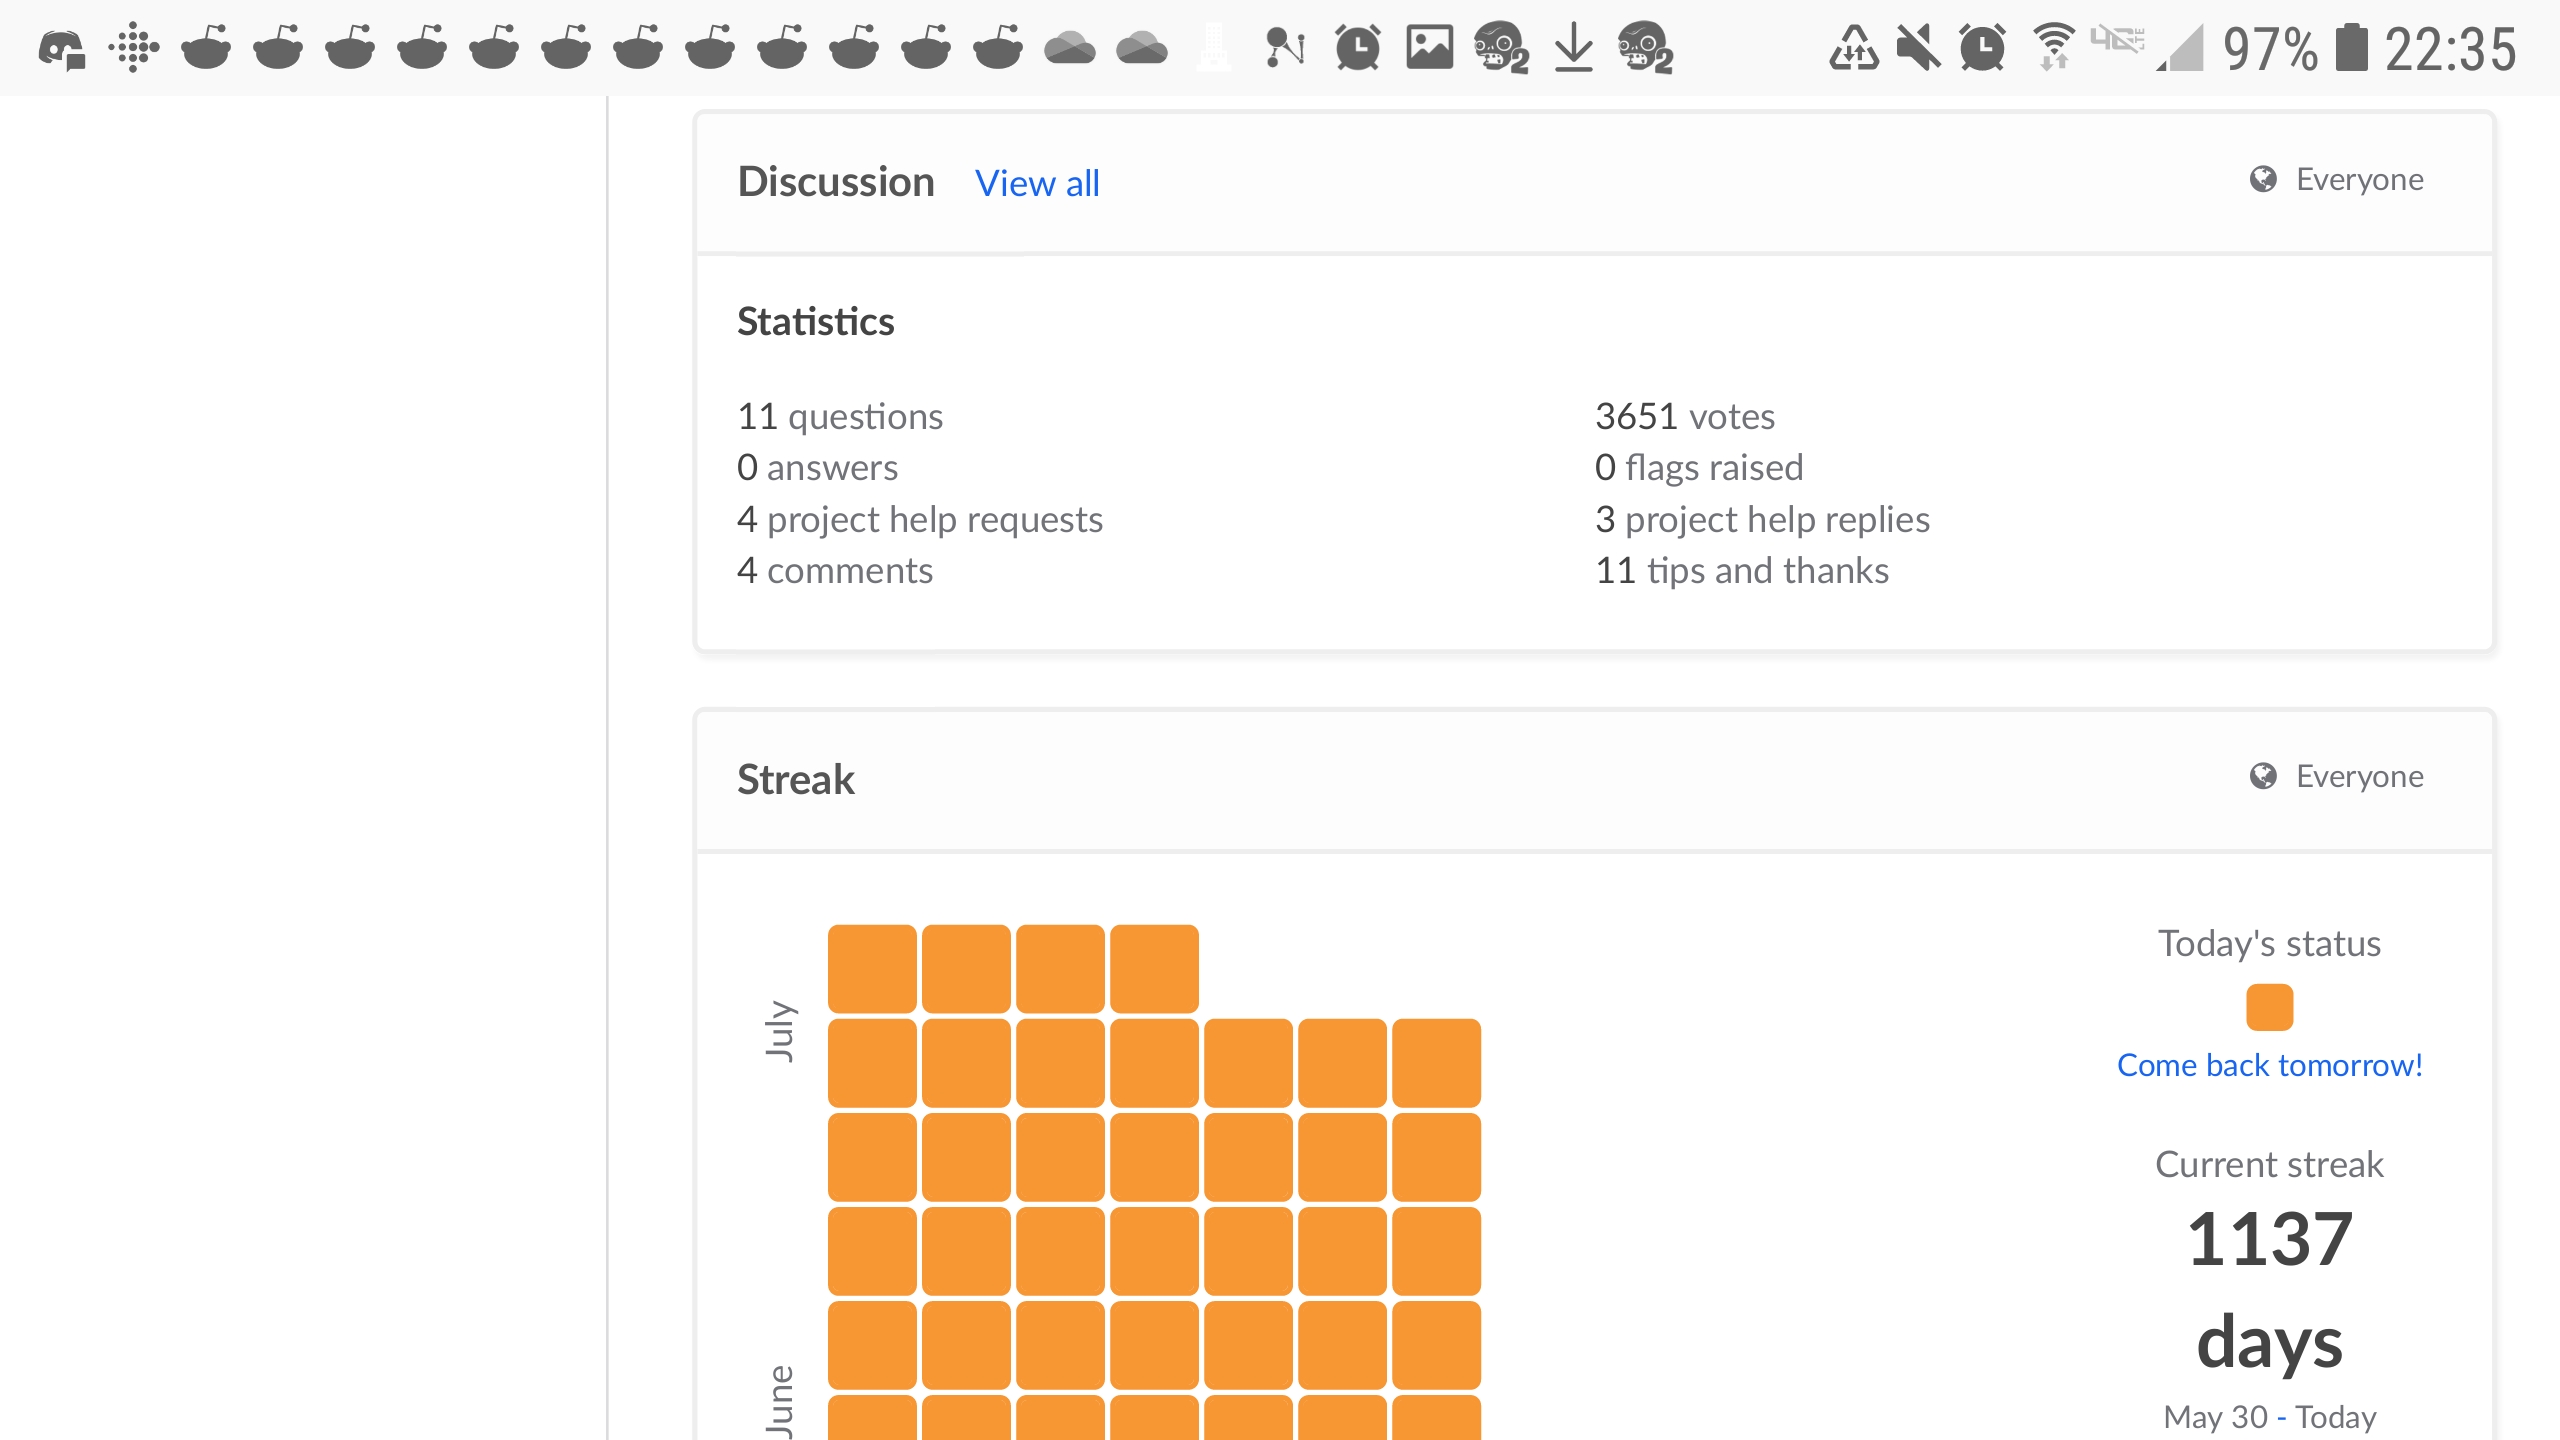 97% 22:35
Discussion View all Everyone
Statistics
11 questions
0 answers
4 project help requests
4 comments
3651 votes
0 flags raised
3 project help replies
11 tips and thanks
Streak Everyone
July
June
Today's status
Come back tomorrow!
Current streak
1137
days
May 30 - Today